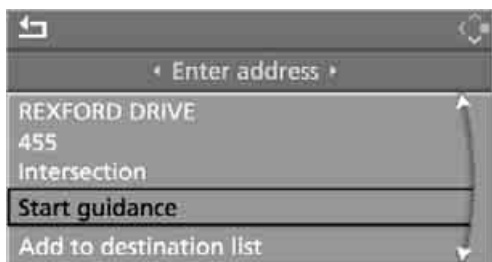 Enter address
REXFORD DRIVE
455
Intersection
Start guidance
Add to destination list